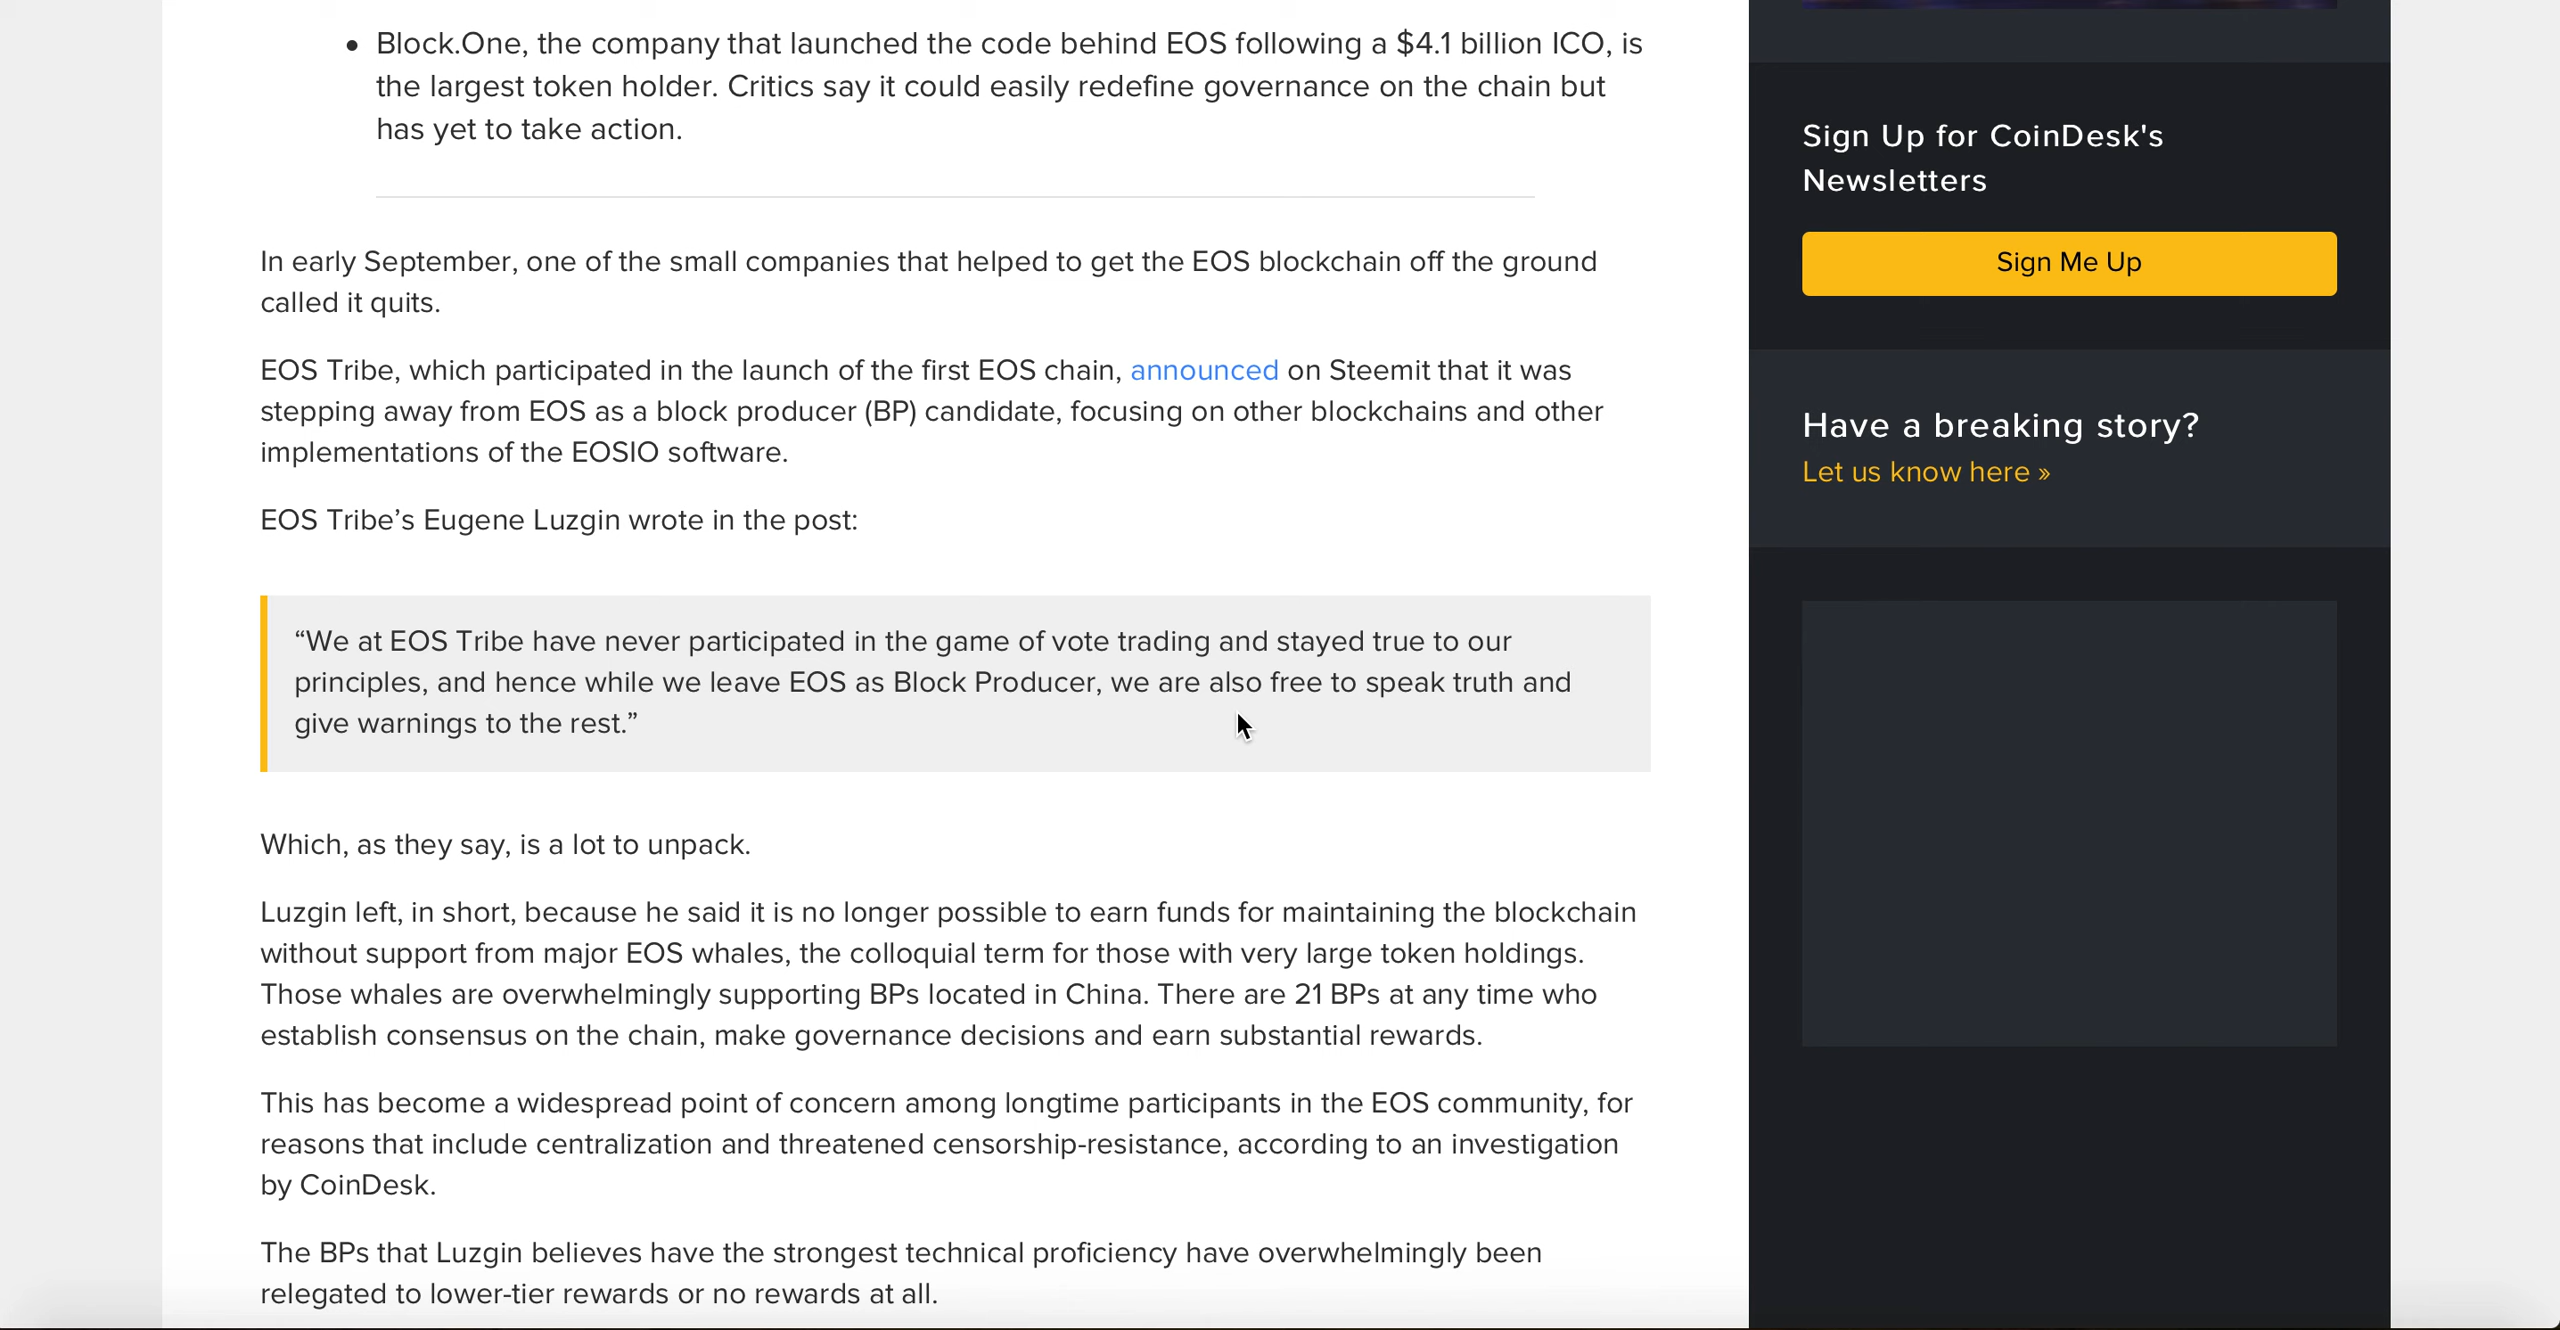 • Block.One, the company that launched the code behind EOS following a $4.1 billion ICO, is
the largest token holder. Critics say it could easily redefine governance on the chain but
has yet to take action.
In early September, one of the small companies that helped to get the EOS blockchain off the ground
called it quits.
EOS Tribe, which participated in the launch of the first EOS chain, announced on Steemit that it was
stepping away from EOS as a block producer (BP) candidate, focusing on other blockchains and other
implementations of the EOSIO software.
EOS Tribe’s Eugene Luzgin wrote in the post:
“We at EOS Tribe have never participated in the game of vote trading and stayed true to our
principles, and hence while we leave EOS as Block Producer, we are also free to speak truth and
give warnings to the rest.”
Which, as they say, is a lot to unpack.
Luzgin left, in short, because he said it is no longer possible to earn funds for maintaining the blockchain
without support from major EOS whales, the colloquial term for those with very large token holdings.
Those whales are overwhelmingly supporting BPs located in China. There are 21 BPs at any time who
establish consensus on the chain, make governance decisions and earn substantial rewards.
This has become a widespread point of concern among longtime participants in the EOS community, for
reasons that include centralization and threatened censorship-resistance, according to an investigation
by CoinDesk.
The BPs that Luzgin believes have the strongest technical proficiency have overwhelmingly been
relegated to lower-tier rewards or no rewards at all.
Sign Up for CoinDesk's
Newsletters
Sign Me Up
Have a breaking story?
Let us know here »